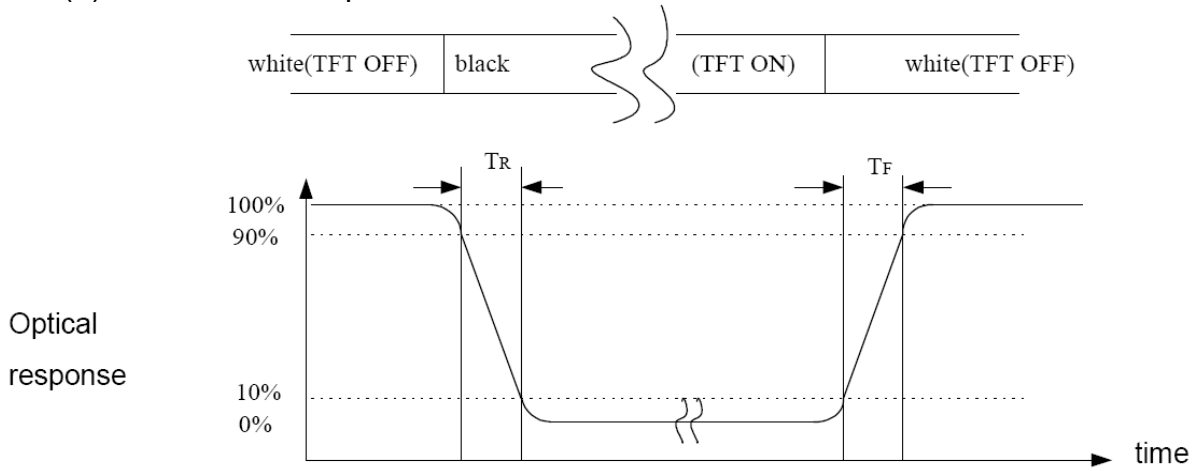 white(TFT OFF) black (TFT ON) white(TFT OFF)
TR TF
100%
90%
Optical
response
10%
0%
time